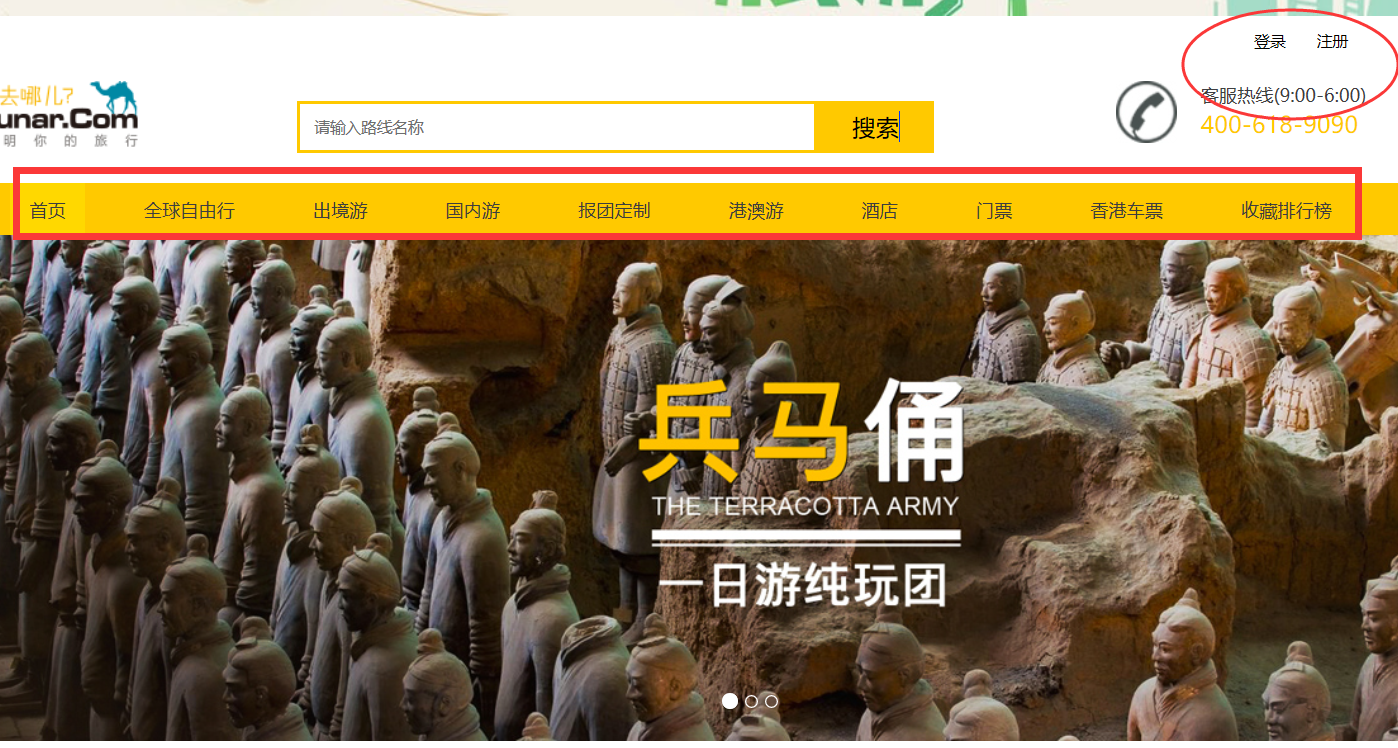 登录 注册
去哪儿?
unar.Com
明 你 的 旅 行
请输入路线名称
搜索
客服热线(9:00-6:00)
400-618-9090
首页 全球自由行 出境游 国内游 报团定制 港澳游 酒店 门票 香港车票 收藏排行榜
兵马俑
THE TERRACOTTA ARMY
一日游纯玩团